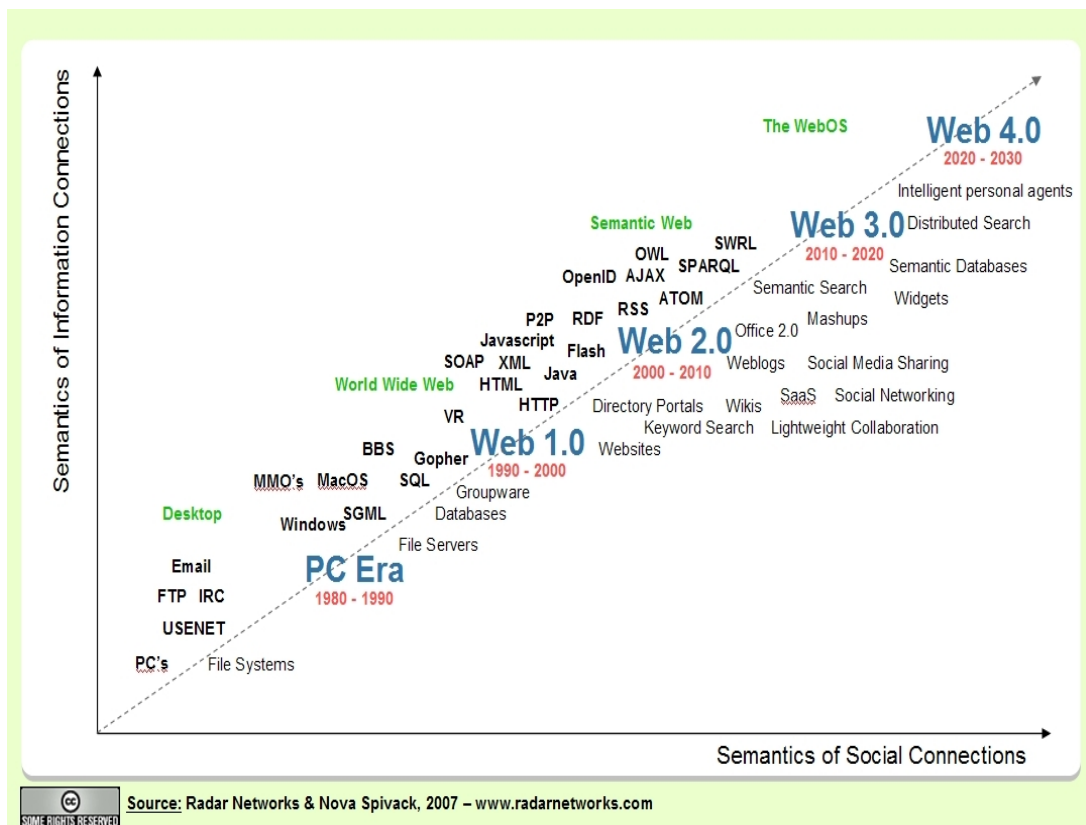 Semantics of Information Connections
The WebOS
Web 4.0
2020 - 2030
Intelligent personal agents
Semantic Web
Web 3.0
Distributed Search
2010 - 2020
SWRL
OWL
SPARQL
Semantic Databases
OpenID
AJAX
Semantic Search
Widgets
ATOM
RSS
P2P
RDF
Mashups
Office 2.0
Javascript
Web 2.0
Flash
2000 - 2010
SOAP
XML
Weblogs
Social Media Sharing
Java
World Wide Web
HTML
SaaS
Social Networking
HTTP
Directory Portals
Wikis
VR
Keyword Search
Lightweight Collaboration
Web 1.0
1990 - 2000
Websites
BBS
Gopher
MMO's
MacOS
SQL
Groupware
Desktop
Windows
SGML
Databases
File Servers
Email
PC Era
1980 - 1990
FTP
IRC
USENET
PC's
File Systems
Semantics of Social Connections
cc
SOME RIGHTS RESERVED
Source: Radar Networks & Nova Spivack, 2007 – www.radarnetworks.com